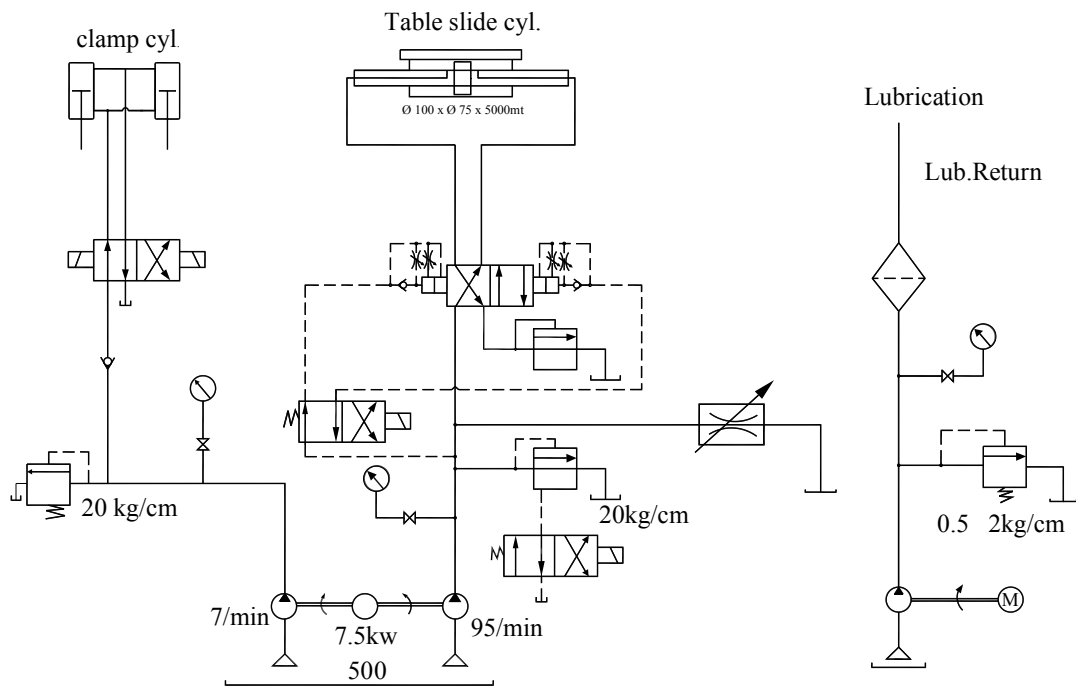 Table slide cyl.
clamp cyl.
Ø 100 x Ø 75 x 5000mt
Lubrication
Lub.Return
20 kg/cm
20kg/cm
0.5 2kg/cm
7/min
7.5kw
95/min
M
500